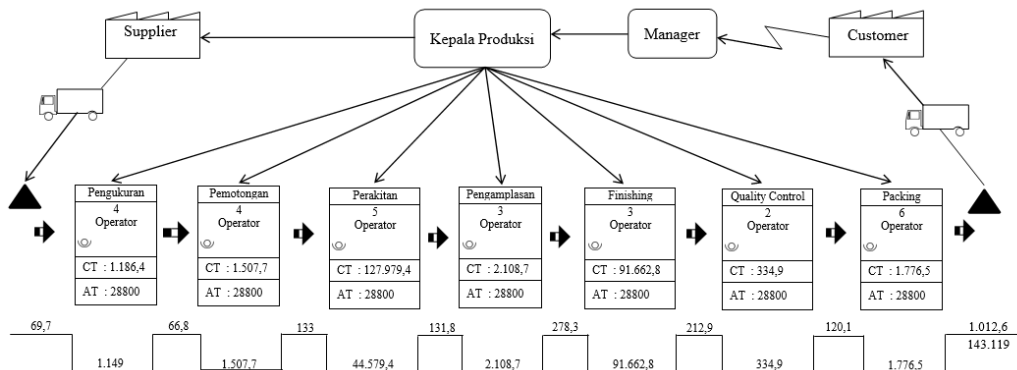 Supplier
Kepala Produksi
Manager
Customer
Pengukuran
4
Operator
CT : 1.186,4
AT : 28800
Pemotongan
4
Operator
CT : 1.507,7
AT : 28800
Perakitan
5
Operator
CT : 127.979,4
AT : 28800
Pengamplasan
3
Operator
CT : 2.108,7
AT : 28800
Finishing
3
Operator
CT : 91.662,8
AT : 28800
Quality Control
2
Operator
CT : 334,9
AT : 28800
Packing
6
Operator
CT : 1.776,5
AT : 28800
69,7
66,8
133
131,8
278,3
212,9
120,1
1.012,6
143.119
1.149
1.507,7
44.579,4
2.108,7
91.662,8
334,9
1.776,5